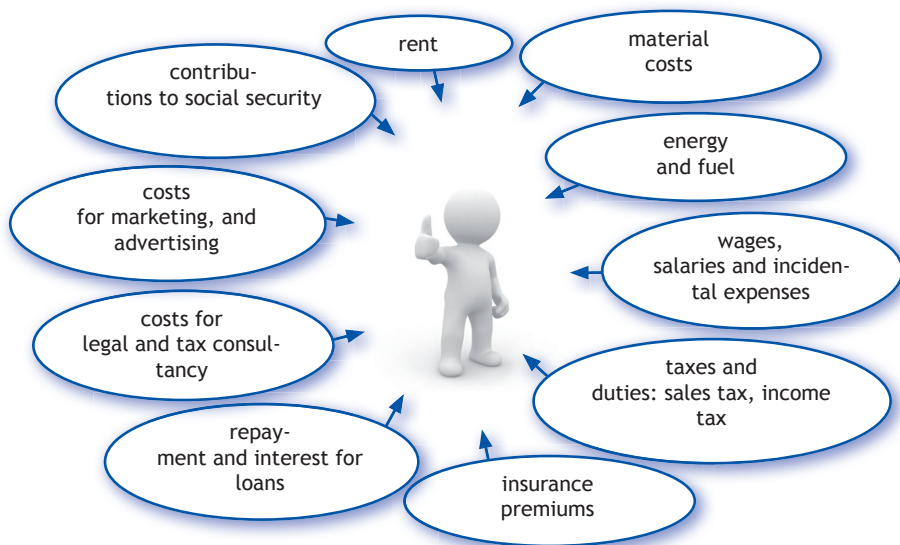 rent
material
costs
contribu-
tions to social security
energy
and fuel
costs
for marketing, and
advertising
wages,
salaries and inciden-
tal expenses
costs for
legal and tax consul-
tancy
taxes and
duties: sales tax, income
tax
repay-
ment and interest for
loans
insurance
premiums